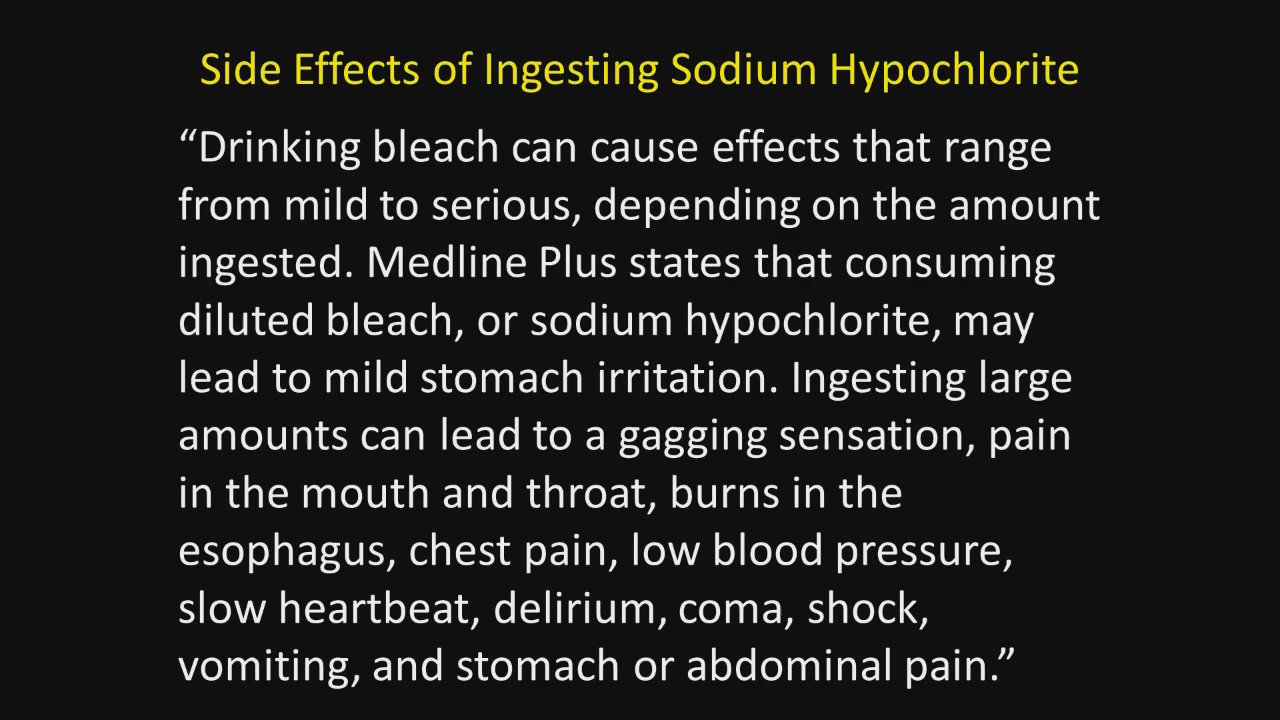 Side Effects of Ingesting Sodium Hypochlorite
“Drinking bleach can cause effects that range
from mild to serious, depending on the amount
ingested. Medline Plus states that consuming
diluted bleach, or sodium hypochlorite, may
lead to mild stomach irritation. Ingesting large
amounts can lead to a gagging sensation, pain
in the mouth and throat, burns in the
esophagus, chest pain, low blood pressure,
slow heartbeat, delirium, coma, shock,
vomiting, and stomach or abdominal pain.”